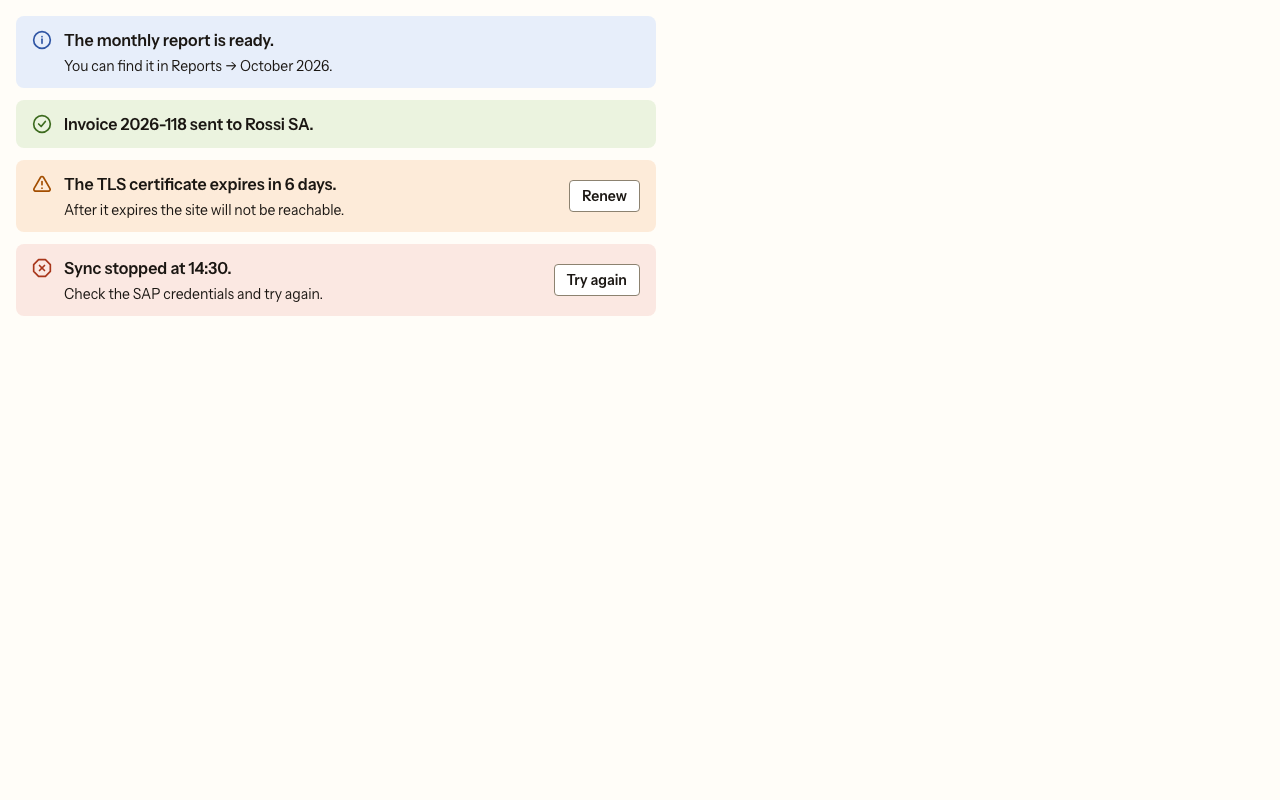 The monthly report is ready.
You can find it in Reports → October 2026.
Invoice 2026-118 sent to Rossi SA.
The TLS certificate expires in 6 days.
After it expires the site will not be reachable.
Renew
Sync stopped at 14:30.
Check the SAP credentials and try again.
Try again